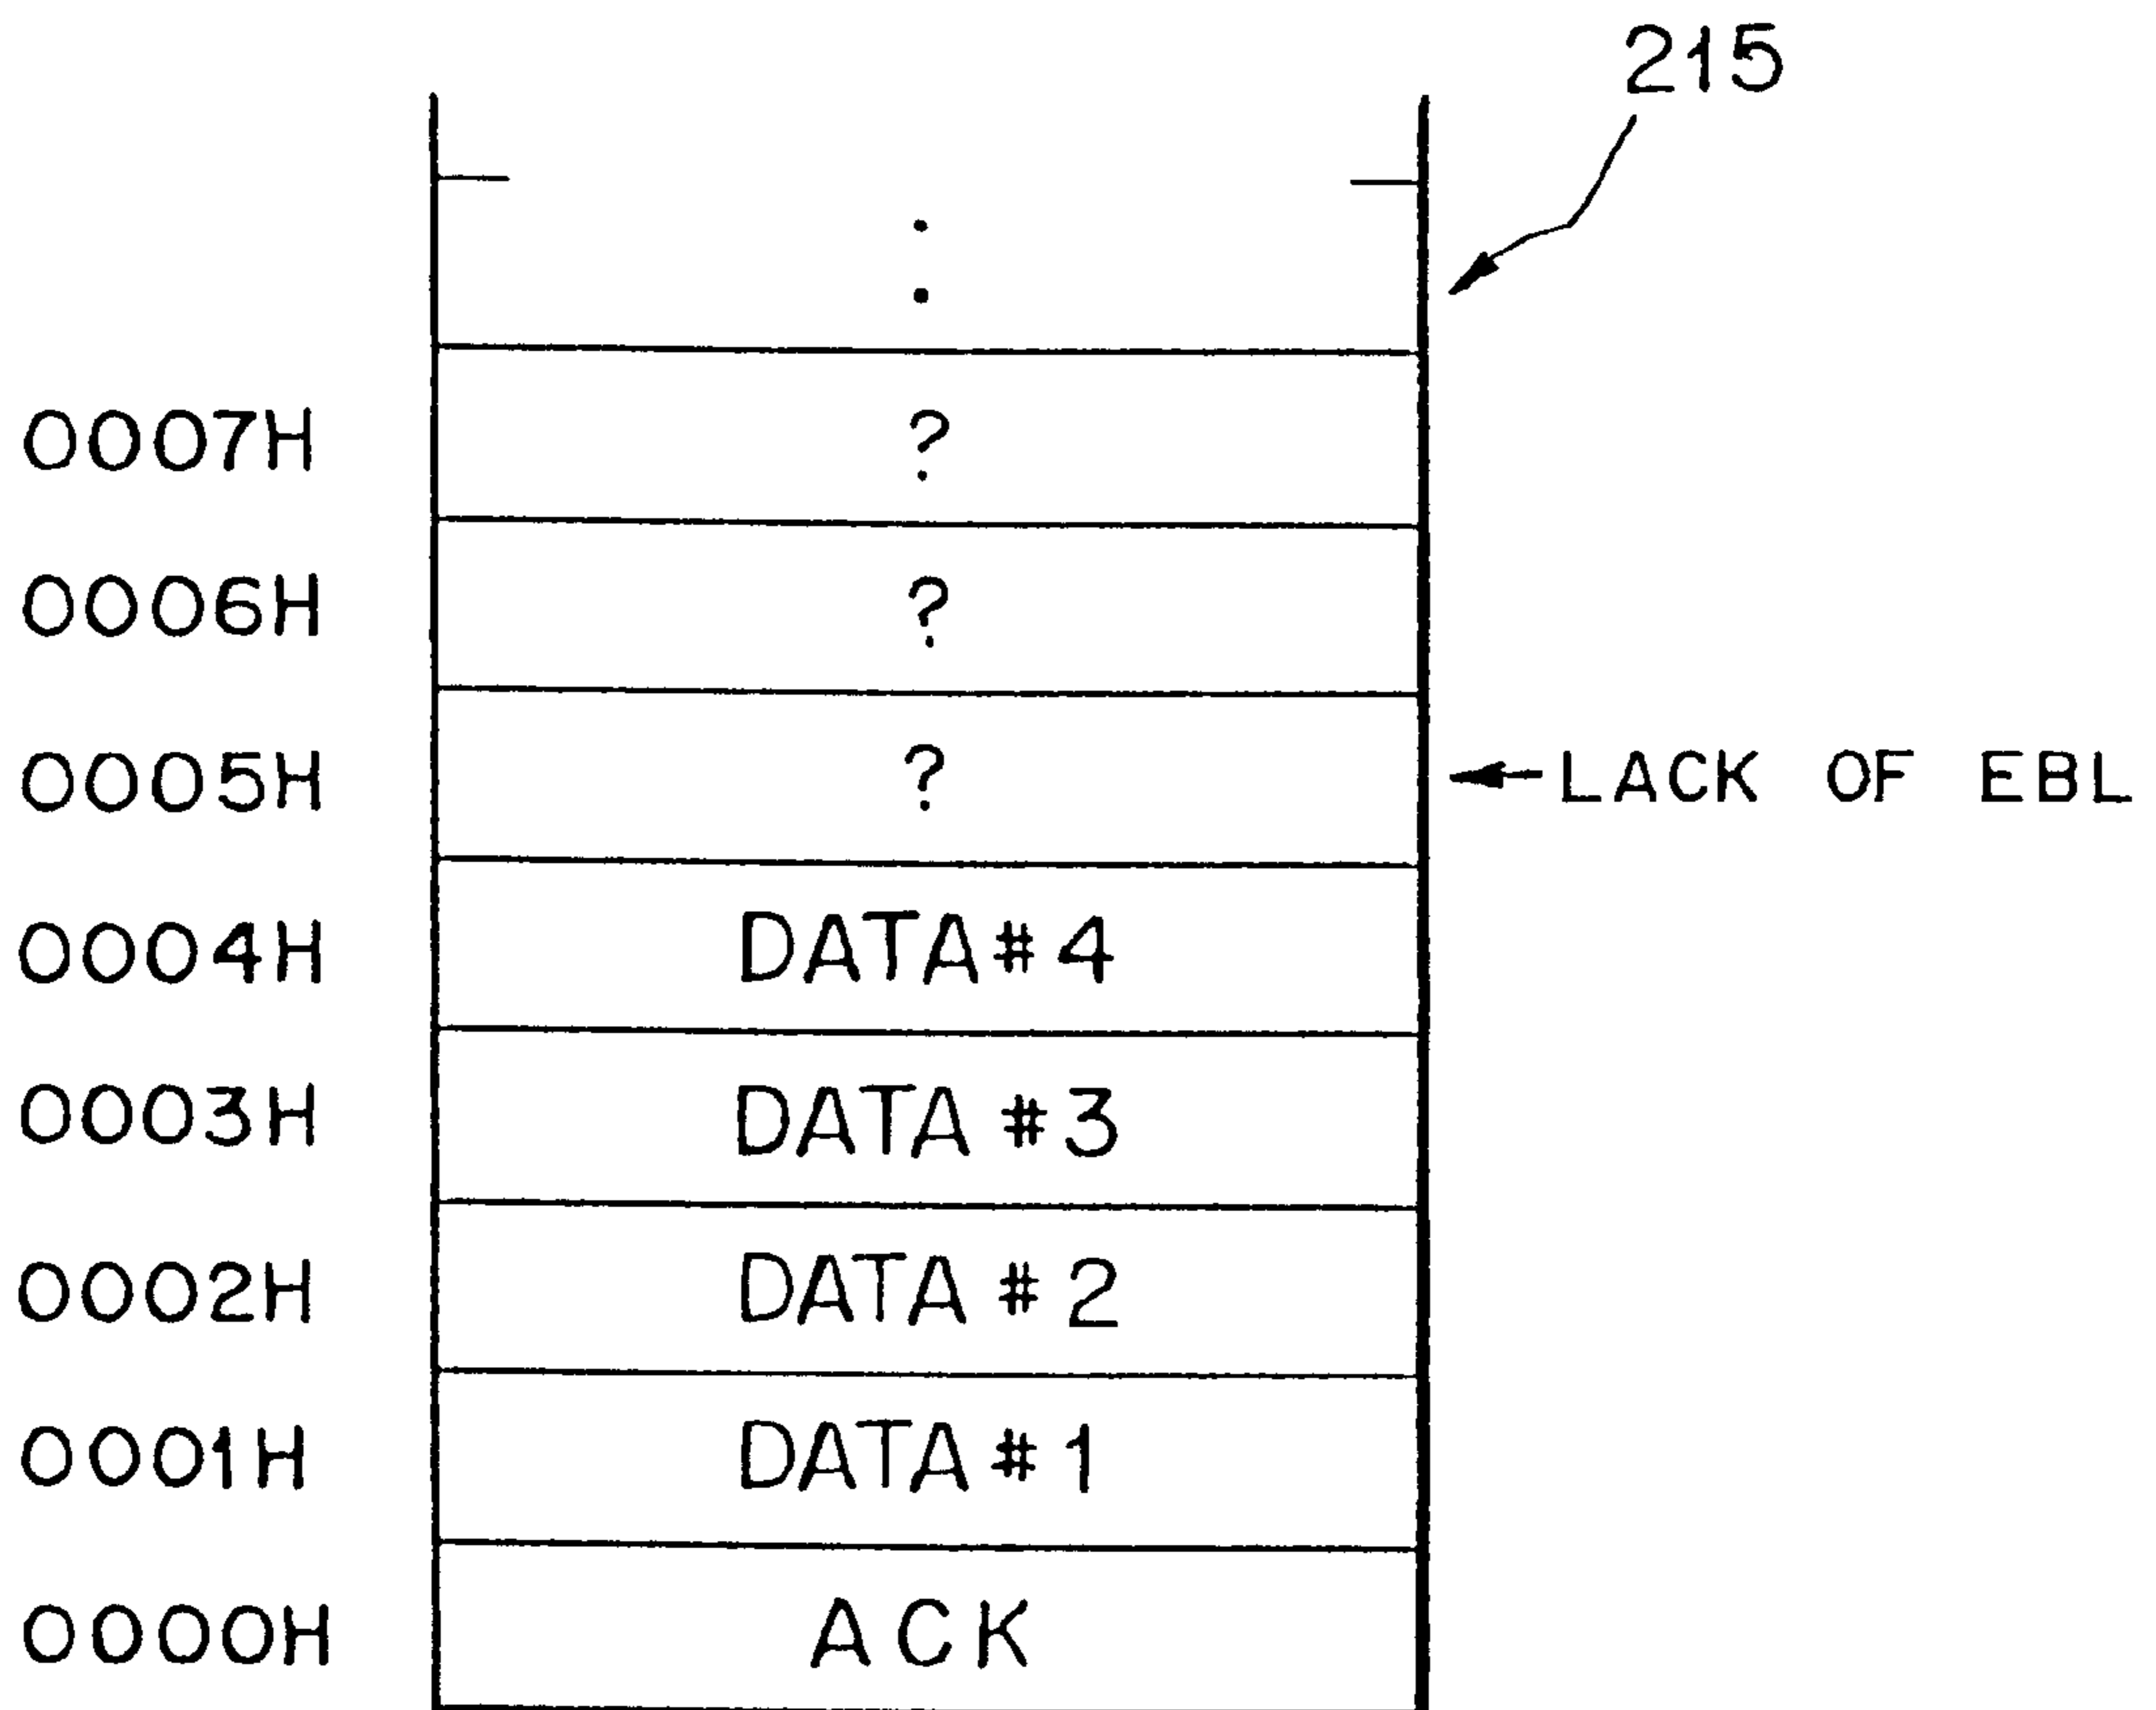 215
:
0007H ?
0006H ?
0005H ? LACK OF EBL
0004H DATA#4
0003H DATA #3
0002H DATA #2
0001H DATA #1
0000H ACK